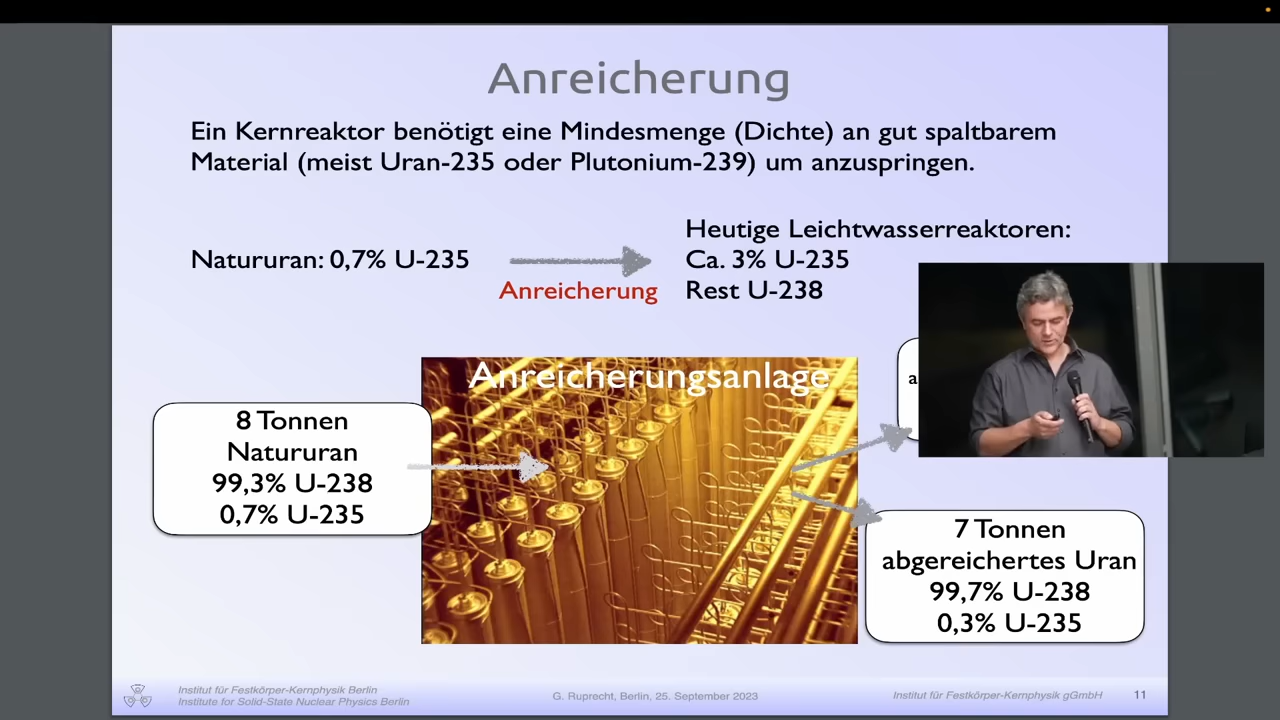 Anreicherung
Ein Kernreaktor benötigt eine Mindesmenge (Dichte) an gut spaltbarem
Material (meist Uran-235 oder Plutonium-239) um anzuspringen.
Natururan: 0,7% U-235
Anreicherung
Heutige Leichtwasserreaktoren:
Ca. 3% U-235
Rest U-238
Anreicherungsanlage
8 Tonnen
Natururan
99,3% U-238
0,7% U-235
7 Tonnen
abgereichertes Uran
99,7% U-238
0,3% U-235
Institut für Festkörper-Kernphysik Berlin
Institute for Solid-State Nuclear Physics Berlin
G. Ruprecht, Berlin, 25. September 2023
Institut für Festkörper-Kernphysik gGmbH
11